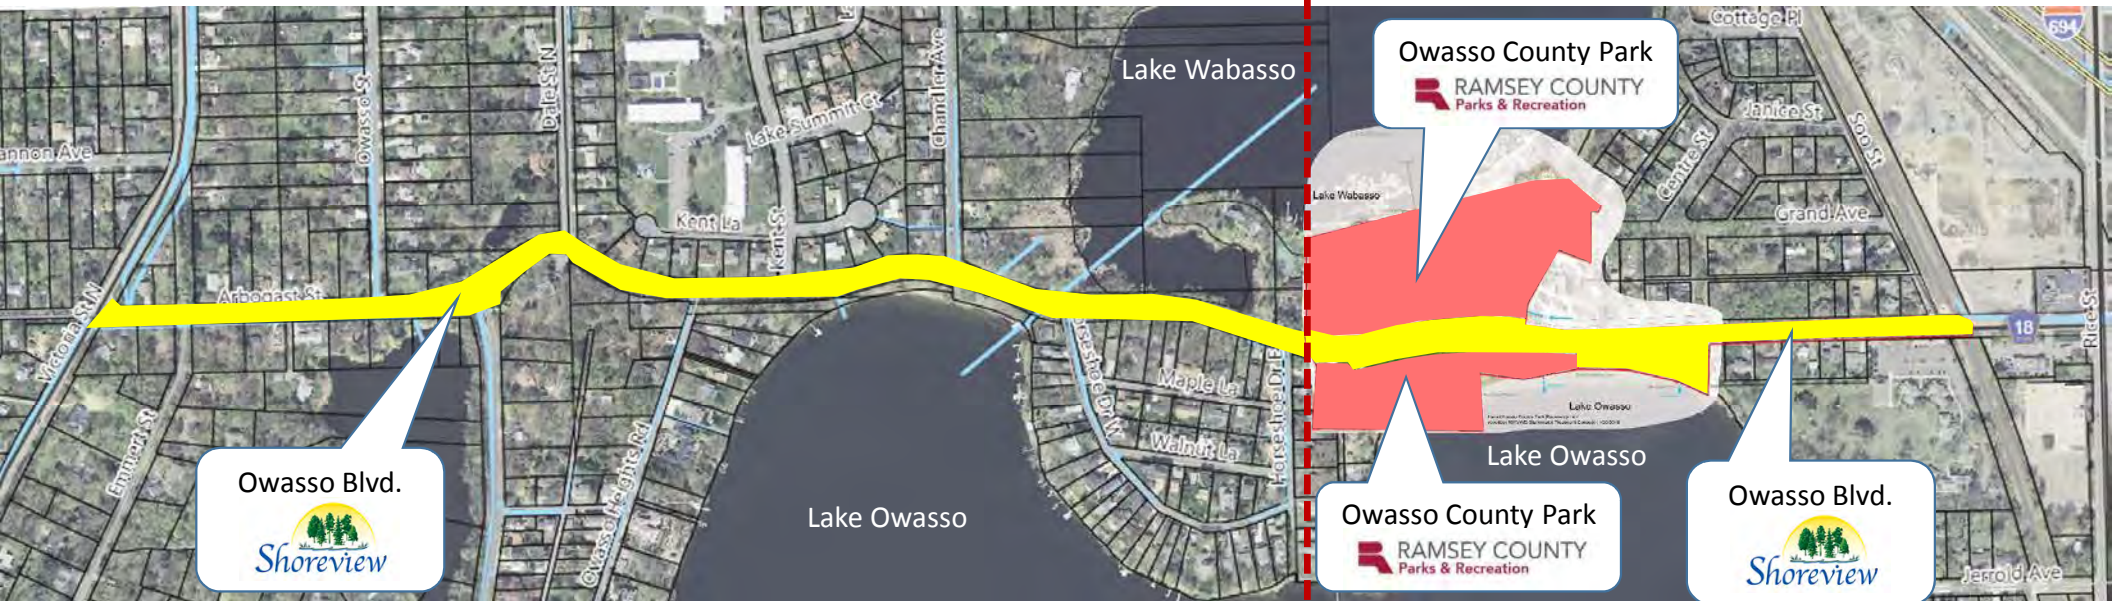 Cottage Pl
694
Owasso County Park
RAMSEY COUNTY
Parks & Recreation
Lake Wabasso
Owasso St
Dale St N
Lake Summit Ct
Chandler Ave
Janice St
Soo St
annon Ave
Centre St
Lake Wabasso
Kent La
Kent St
Grand Ave
Arbogast St
Victoria St N
18
Rice St
Horseshoe Dr E
Maple La
orseshoe Dr W
Walnut La
Lake Owasso
Lake Owasso
Emmert St
Owasso Heights Rd
Owasso Blvd.
Shoreview
Lake Owasso
Owasso County Park
RAMSEY COUNTY
Parks & Recreation
Owasso Blvd.
Shoreview
Jerrold Ave